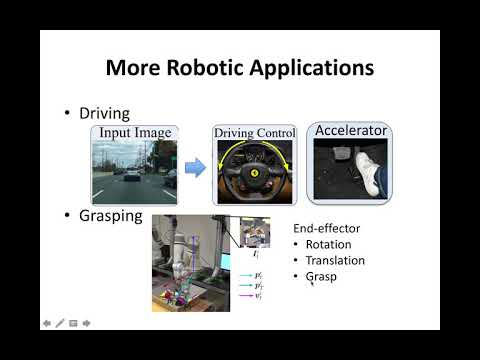 More Robotic Applications
• Driving
Input Image
Driving Control
Accelerator
• Grasping
End-effector
• Rotation
• Translation
• Grasp